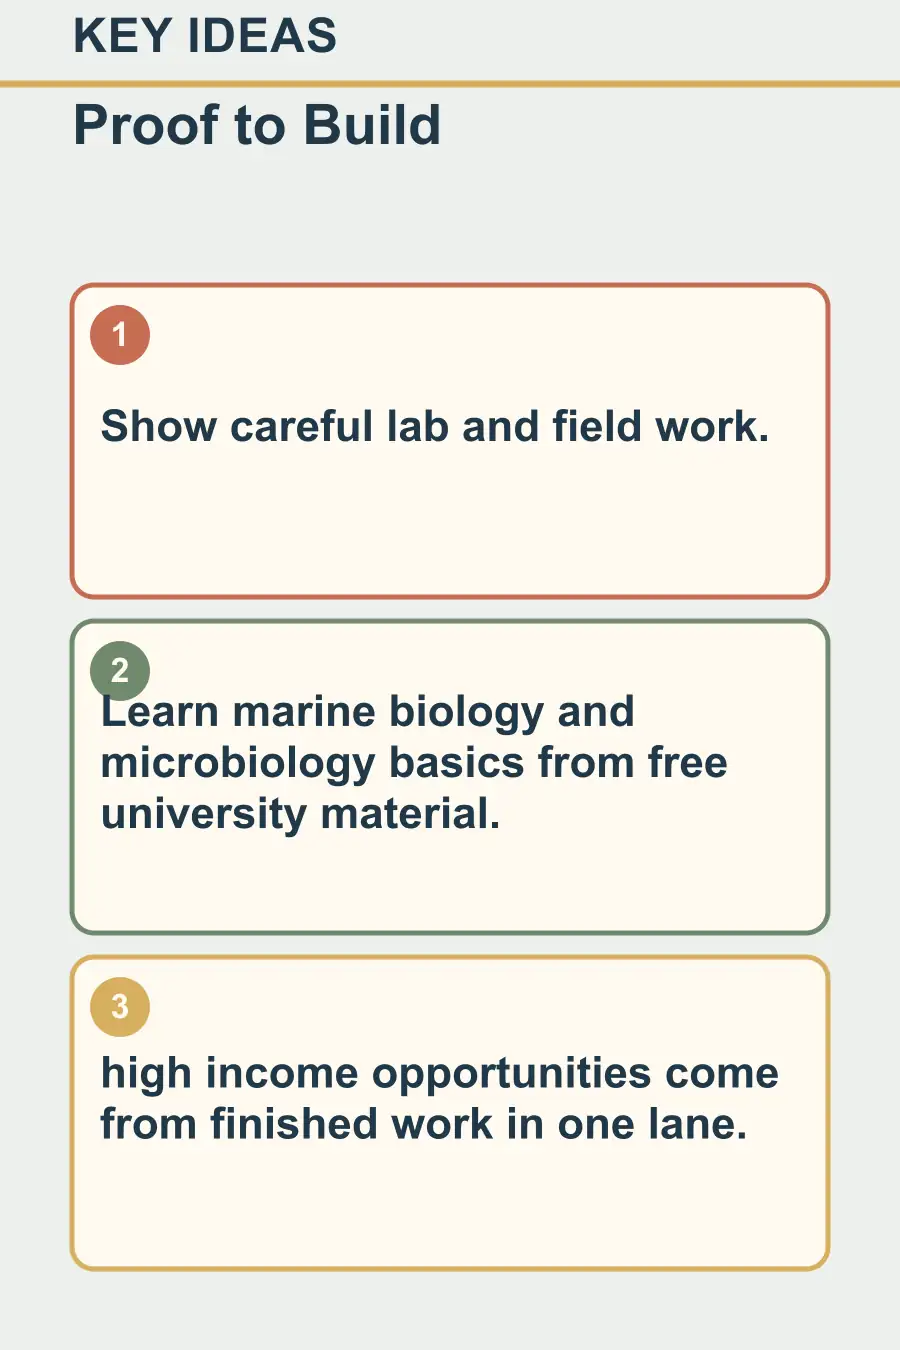 KEY IDEAS
Proof to Build
1
Show careful lab and field work.
2
Learn marine biology and
microbiology basics from free
university material.
3
high income opportunities come
from finished work in one lane.